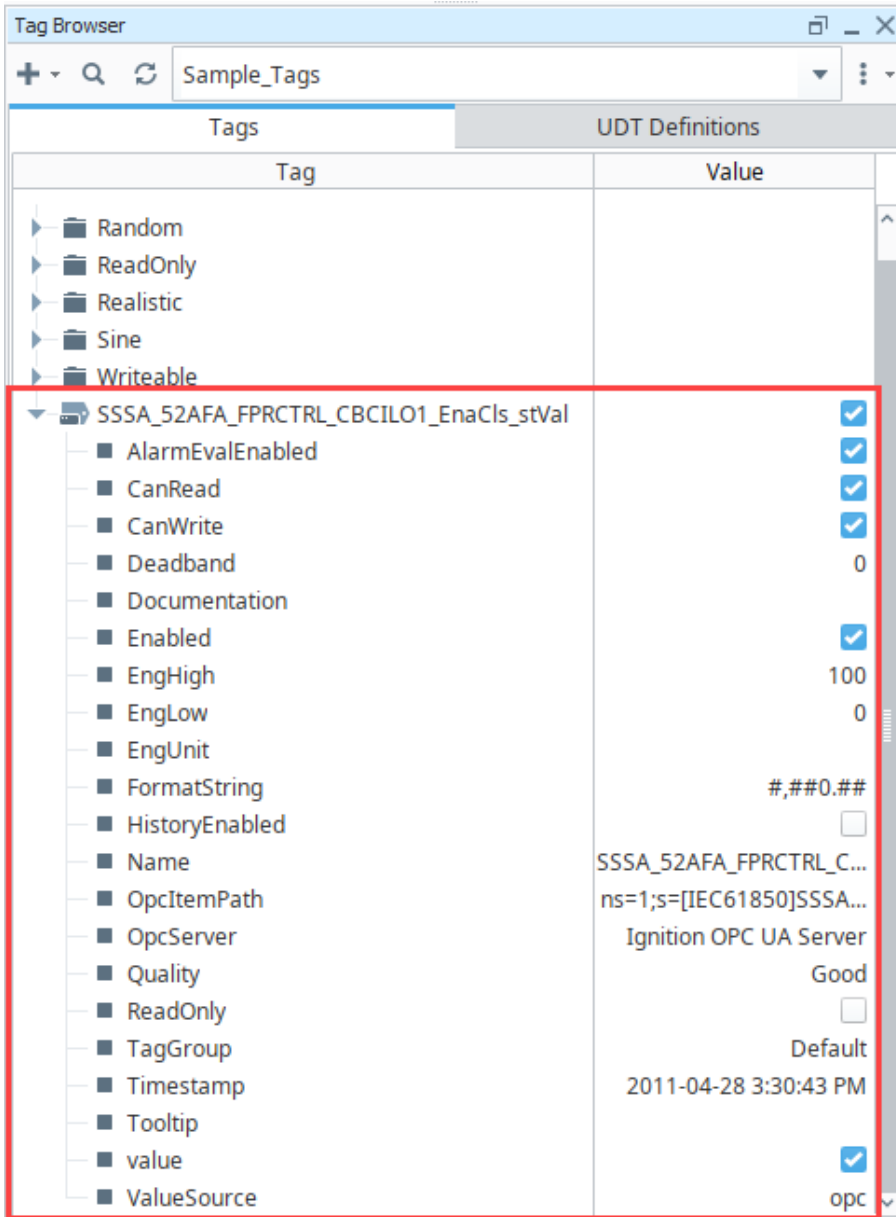 Tag Browser
Sample_Tags
Tags UDT Definitions
Tag Value
Random
ReadOnly
Realistic
Sine
Writeable
SSSA_52AFA_FPRCTRL_CBCILO1_EnaCls_stVal
AlarmEvalEnabled
CanRead
CanWrite
Deadband 0
Documentation
Enabled
EngHigh 100
EngLow 0
EngUnit
FormatString #,##0.##
HistoryEnabled
Name SSSA_52AFA_FPRCTRL_C...
OpcItemPath ns=1;s=[IEC61850]SSSA...
OpcServer Ignition OPC UA Server
Quality Good
ReadOnly
TagGroup Default
Timestamp 2011-04-28 3:30:43 PM
Tooltip
value
ValueSource opc